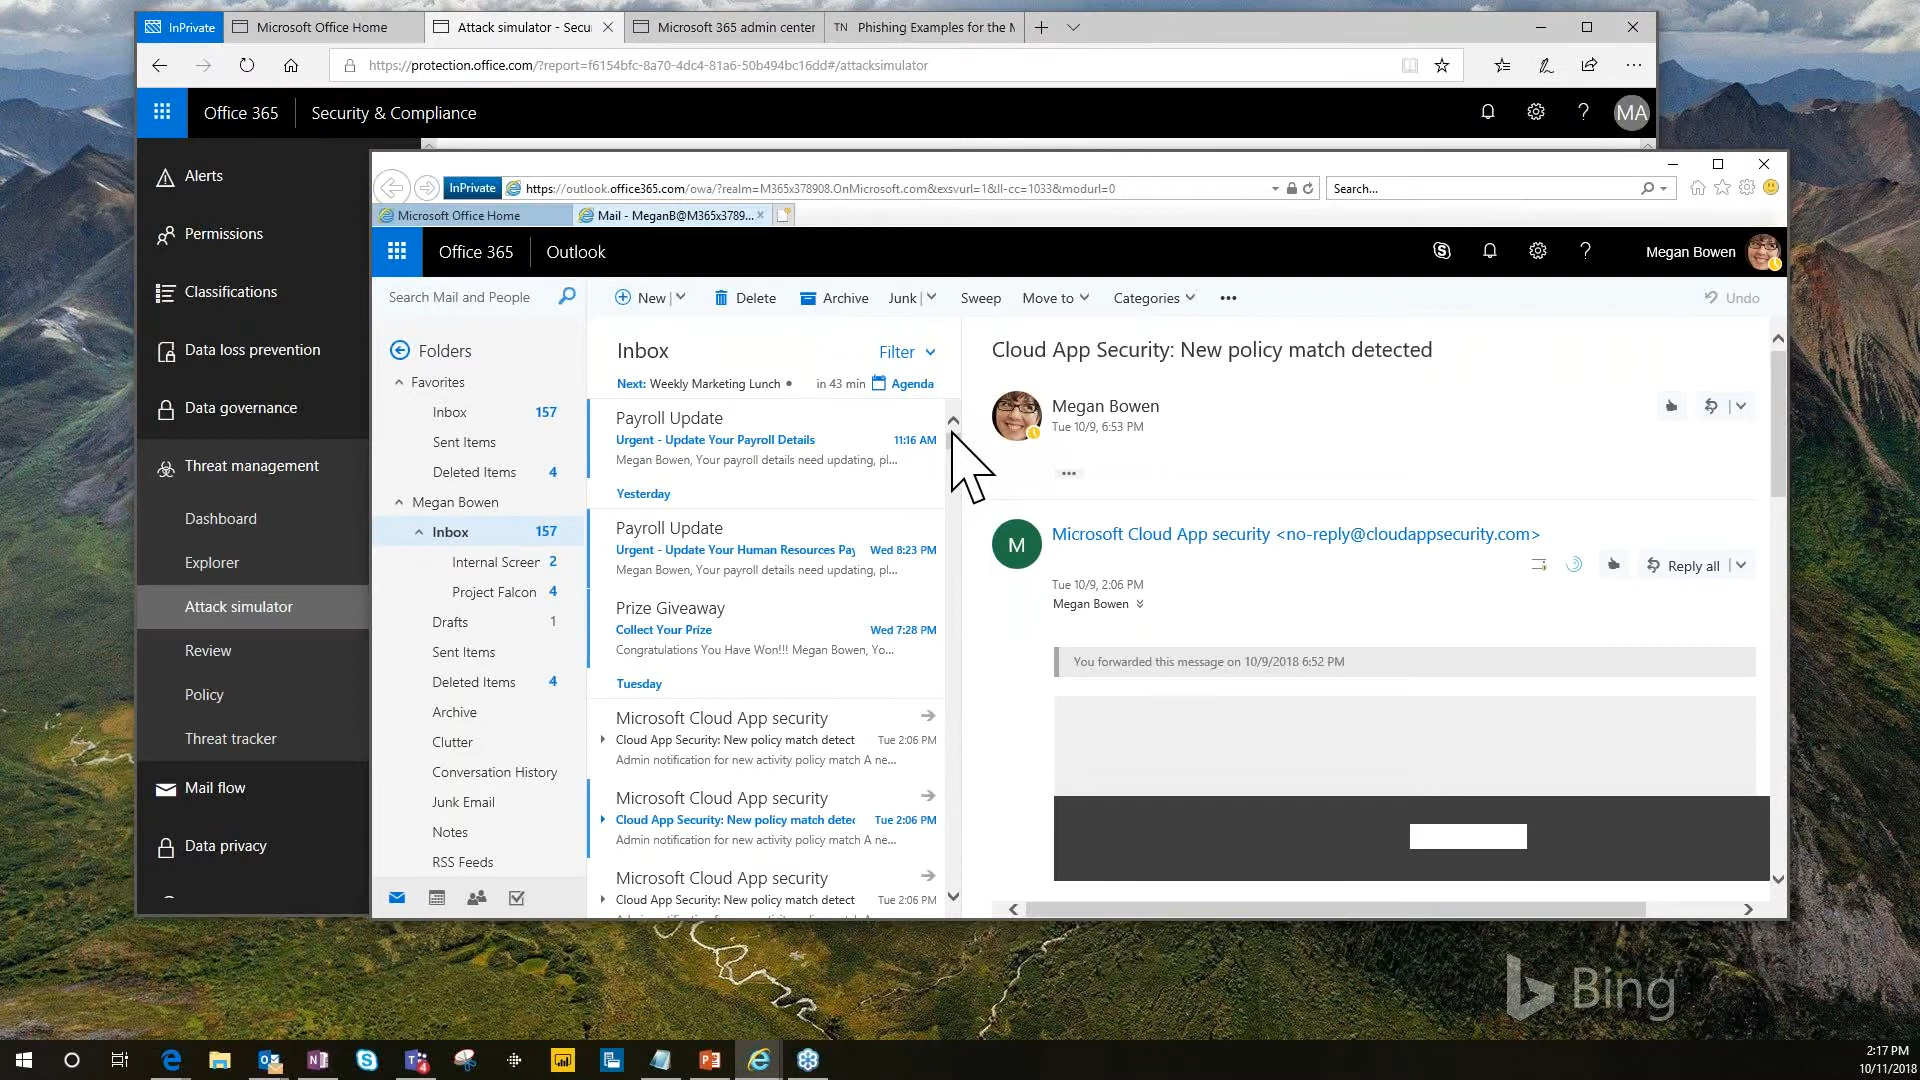 InPrivate
Microsoft Office Home
Attack simulator - Secu
Microsoft 365 admin center
TN
Phishing Examples for the M
https://protection.office.com/?report=f6154bfc-8a70-4dc4-81a6-50b494bc16dd#/attacksimulator
Office 365
Security & Compliance
MA
Alerts
Permissions
Classifications
Data loss prevention
Data governance
Threat management
Dashboard
Explorer
Attack simulator
Review
Policy
Threat tracker
Mail flow
Data privacy
InPrivate
https://outlook.office365.com/owa/?realm=M365x378908.OnMicrosoft.com&exsvurl=1&ll-cc=1033&modurl=0
Search...
Microsoft Office Home
Mail - MeganB@M365x3789...
Office 365
Outlook
Megan Bowen
Search Mail and People
New
Delete
Archive
Junk
Sweep
Move to
Categories
Undo
Folders
Favorites
Inbox 157
Sent Items
Deleted Items 4
Megan Bowen
Inbox 157
Internal Screen 2
Project Falcon 4
Drafts 1
Sent Items
Deleted Items 4
Archive
Clutter
Conversation History
Junk Email
Notes
RSS Feeds
Inbox
Filter
Next: Weekly Marketing Lunch
in 43 min
Agenda
Payroll Update
Urgent - Update Your Payroll Details 11:16 AM
Megan Bowen, Your payroll details need updating, pl...
Yesterday
Payroll Update
Urgent - Update Your Human Resources Pay Wed 8:23 PM
Megan Bowen, Your payroll details need updating, pl...
Prize Giveaway
Collect Your Prize Wed 7:28 PM
Congratulations You Have Won!!! Megan Bowen, Yo...
Tuesday
Microsoft Cloud App security
Cloud App Security: New policy match detect Tue 2:06 PM
Admin notification for new activity policy match A ne...
Microsoft Cloud App security
Cloud App Security: New policy match detec Tue 2:06 PM
Admin notification for new activity policy match A ne...
Microsoft Cloud App security
Cloud App Security: New policy match detect Tue 2:06 PM
Cloud App Security: New policy match detected
Megan Bowen
Tue 10/9, 6:53 PM
M
Microsoft Cloud App security <no-reply@cloudappsecurity.com>
Reply all
Tue 10/9, 2:06 PM
Megan Bowen
You forwarded this message on 10/9/2018 6:52 PM
Bing
4
2:17 PM
10/11/2018